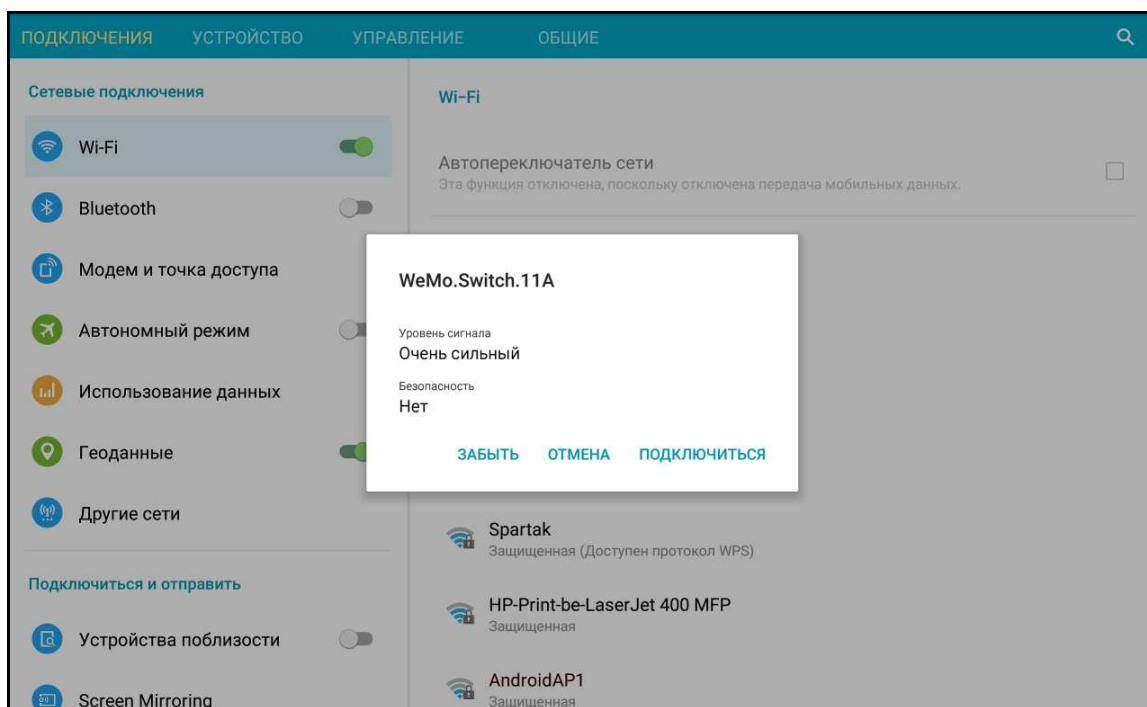 ПОДКЛЮЧЕНИЯ УСТРОЙСТВО УПРАВЛЕНИЕ ОБЩИЕ
Сетевые подключения
Wi-Fi
Bluetooth
Модем и точка доступа
Автономный режим
Использование данных
Геоданные
Другие сети
Подключиться и отправить
Устройства поблизости
Screen Mirroring
Wi-Fi
Автопереключатель сети
Эта функция отключена, поскольку отключена передача мобильных данных.
WeMo.Switch.11A
Уровень сигнала
Очень сильный
Безопасность
Нет
ЗАБЫТЬ ОТМЕНА ПОДКЛЮЧИТЬСЯ
Spartak
Защищенная (Доступен протокол WPS)
HP-Print-be-LaserJet 400 MFP
Защищенная
AndroidAP1
Защищенная